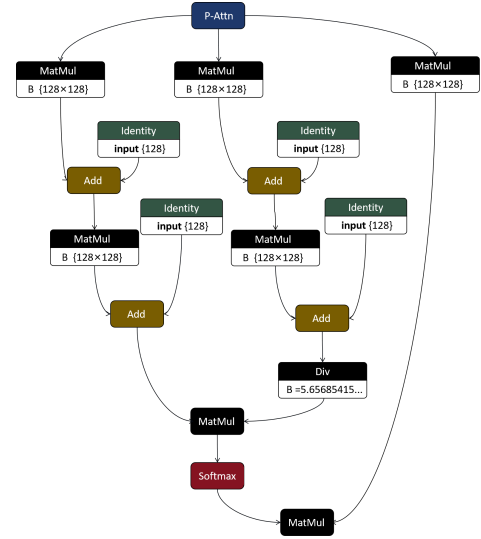 P-Attn
MatMul
B {128×128}
MatMul
B {128×128}
MatMul
B {128×128}
Identity
input {128}
Identity
input {128}
Add
Add
Identity
input {128}
Identity
input {128}
MatMul
B {128×128}
MatMul
B {128×128}
Add
Add
Div
B =5.65685415...
MatMul
Softmax
MatMul